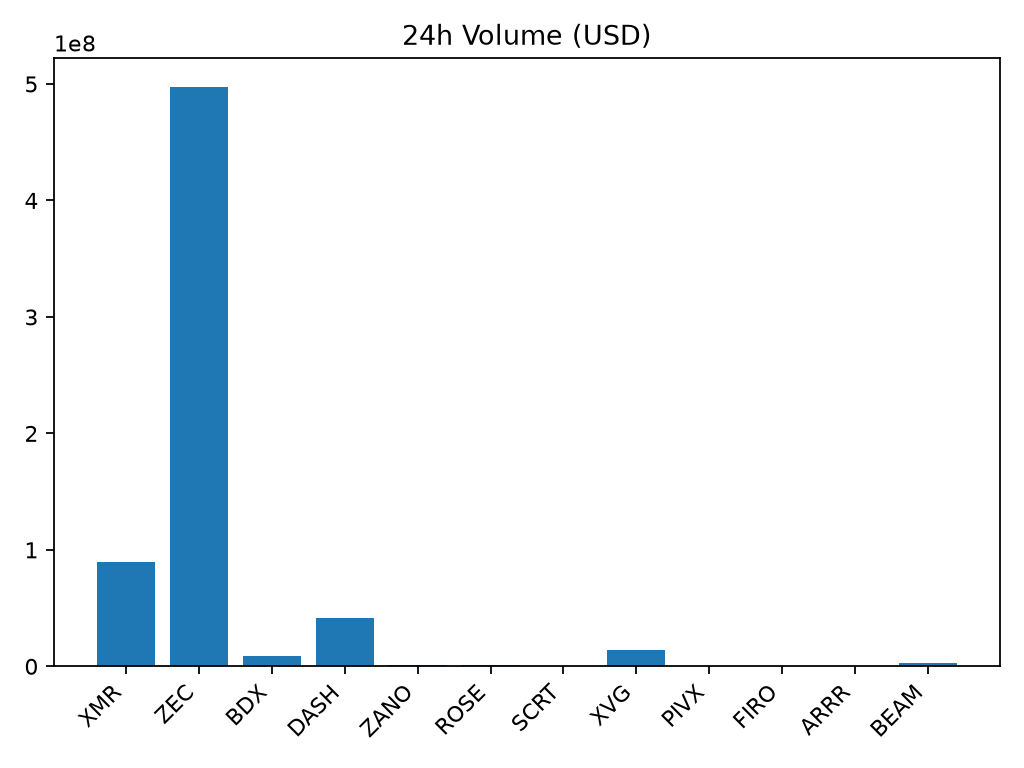 24h Volume (USD)
1e8
5
4
3
2
1
0
XMR
ZEC
BDX
DASH
ZANO
ROSE
SCRT
XVG
PIVX
FIRO
ARRR
BEAM